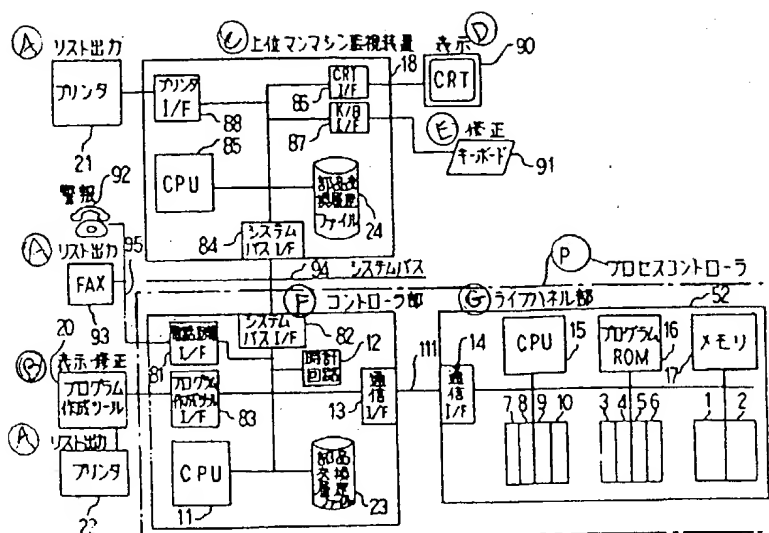 Ⓐ リスト出力
プリンタ
21
Ⓒ 上位マンマシン監視装置
18
プリンタ I/F
88
CRT I/F
86
K/B I/F
87
85
CPU
部品交換履歴ファイル
24
84
システムバス I/F
表示 Ⓓ
90
CRT
Ⓔ 修正
キーボード
91
警報
92
Ⓐ リスト出力
95
FAX
93
94
システムバス
Ⓟ プロセスコントローラ
20
Ⓑ 表示・修正
プログラム作成ツール
Ⓐ リスト出力
プリンタ
22
Ⓕ コントローラ部
システムバス I/F
82
I/F
81
時計回路
12
プログラム作成ツール I/F
83
通信 I/F
13
111
CPU
11
部品交換履歴ファイル
23
Ⓖ
52
14
通信 I/F
CPU
15
プログラム ROM
16
メモリ
17
7 8 9 10
3 4 5 6
1 2